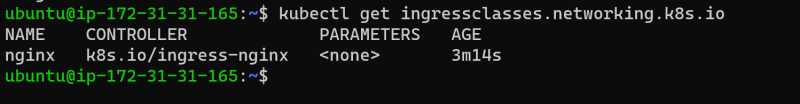 ubuntu@ip-172-31-31-165:~$ kubectl get ingressclasses.networking.k8s.io
NAME    CONTROLLER             PARAMETERS   AGE
nginx   k8s.io/ingress-nginx   <none>       3m14s
ubuntu@ip-172-31-31-165:~$